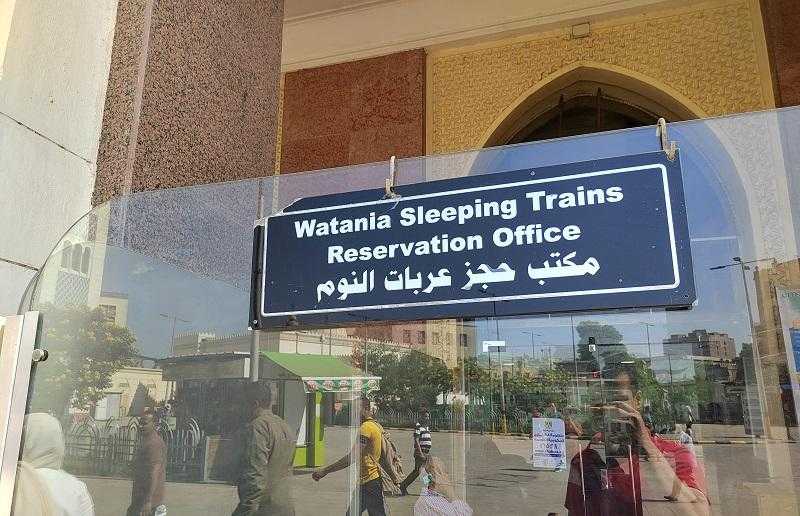 Watania Sleeping Trains
Reservation Office
مكتب حجز عربات النوم